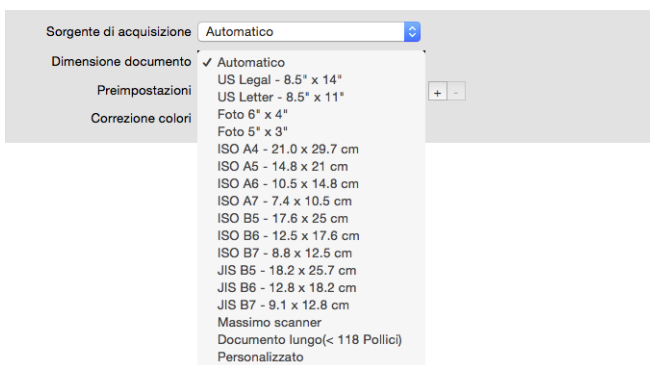 Sorgente di acquisizione Automatico
Dimensione documento ✓ Automatico
US Legal - 8.5" x 14"
Preimpostazioni US Letter - 8.5" x 11" + -
Correzione colori Foto 6" x 4"
Foto 5" x 3"
ISO A4 - 21.0 x 29.7 cm
ISO A5 - 14.8 x 21 cm
ISO A6 - 10.5 x 14.8 cm
ISO A7 - 7.4 x 10.5 cm
ISO B5 - 17.6 x 25 cm
ISO B6 - 12.5 x 17.6 cm
ISO B7 - 8.8 x 12.5 cm
JIS B5 - 18.2 x 25.7 cm
JIS B6 - 12.8 x 18.2 cm
JIS B7 - 9.1 x 12.8 cm
Massimo scanner
Documento lungo(< 118 Pollici)
Personalizzato